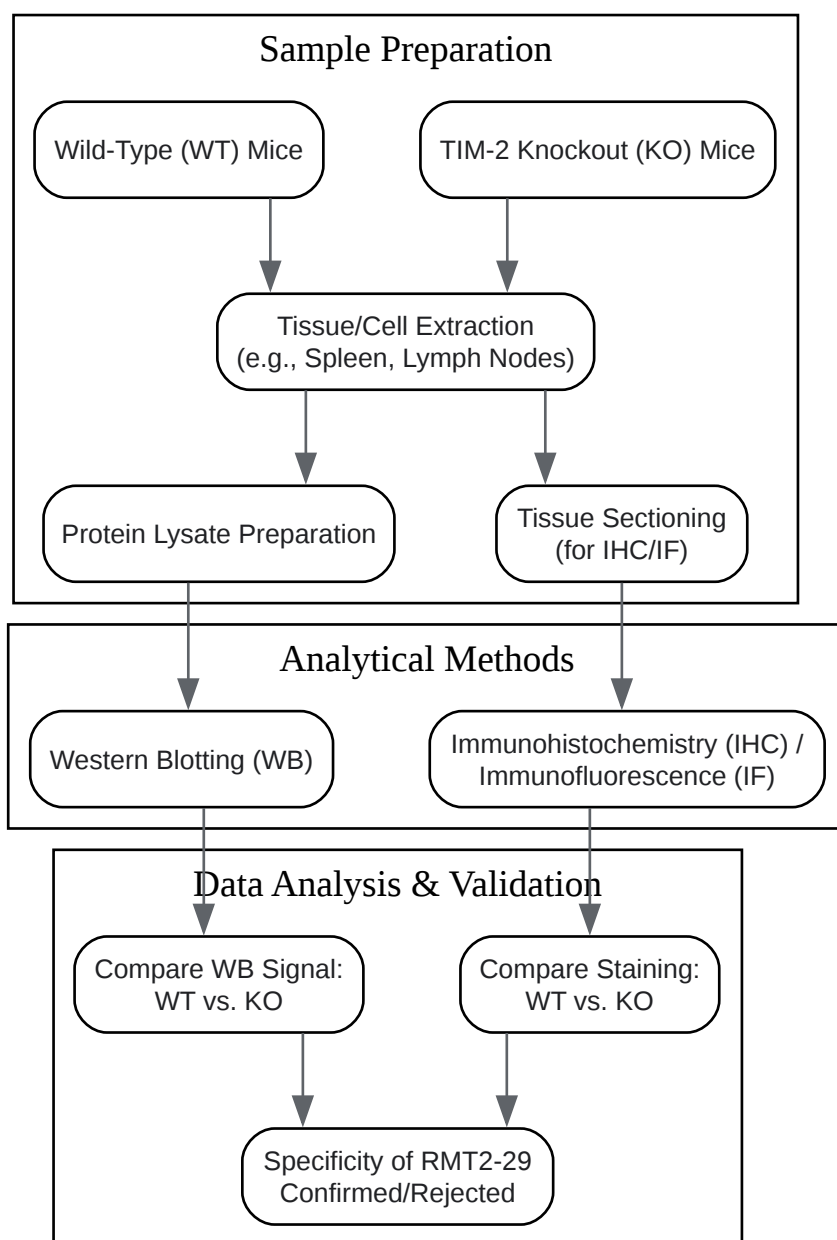 Sample Preparation
Wild-Type (WT) Mice
TIM-2 Knockout (KO) Mice
Tissue/Cell Extraction
(e.g., Spleen, Lymph Nodes)
Protein Lysate Preparation
Tissue Sectioning
(for IHC/IF)
Analytical Methods
Western Blotting (WB)
Immunohistochemistry (IHC) /
Immunofluorescence (IF)
Data Analysis & Validation
Compare WB Signal:
WT vs. KO
Compare Staining:
WT vs. KO
Specificity of RMT2-29
Confirmed/Rejected